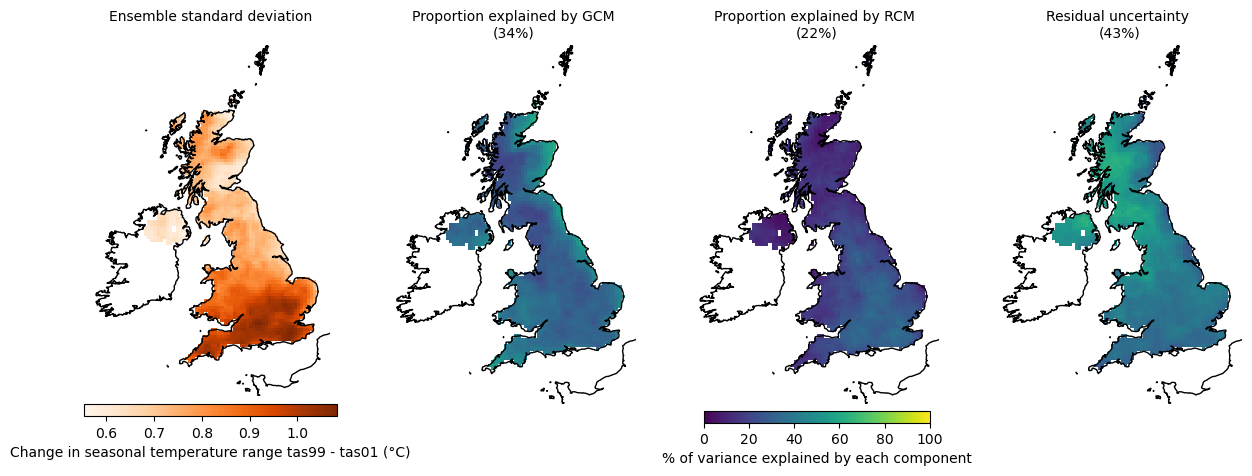 Ensemble standard deviation
Proportion explained by GCM
(34%)
Proportion explained by RCM
(22%)
Residual uncertainty
(43%)
0.6 0.7 0.8 0.9 1.0
Change in seasonal temperature range tas99 - tas01 (°C)
0 20 40 60 80 100
% of variance explained by each component